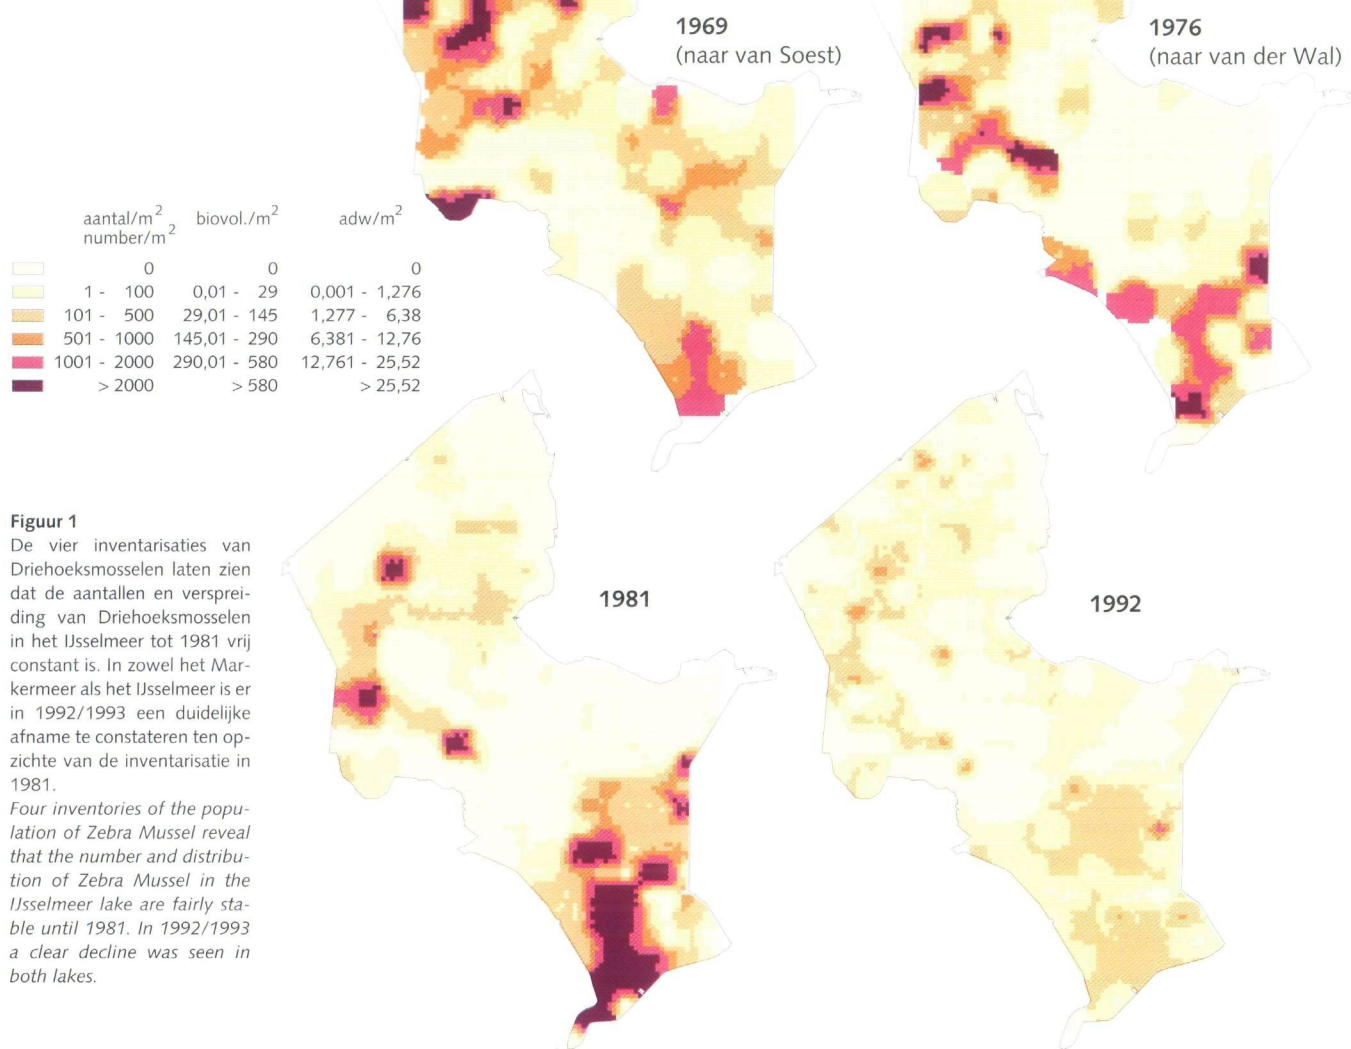 1969
(naar van Soest)
1976
(naar van der Wal)
aantal/m² biovol./m² adw/m²
number/m²
0 0 0
1 - 100 0,01 - 29 0,001 - 1,276
101 - 500 29,01 - 145 1,277 - 6,38
501 - 1000 145,01 - 290 6,381 - 12,76
1001 - 2000 290,01 - 580 12,761 - 25,52
> 2000 > 580 > 25,52
Figuur 1
De vier inventarisaties van
Driehoeksmosselen laten zien
dat de aantallen en versprei-
ding van Driehoeksmosselen
in het IJsselmeer tot 1981 vrij
constant is. In zowel het Mar-
kermeer als het IJsselmeer is er
in 1992/1993 een duidelijke
afname te constateren ten op-
zichte van de inventarisatie in
1981.
Four inventories of the popu-
lation of Zebra Mussel reveal
that the number and distribu-
tion of Zebra Mussel in the
IJsselmeer lake are fairly sta-
ble until 1981. In 1992/1993
a clear decline was seen in
both lakes.
1981
1992